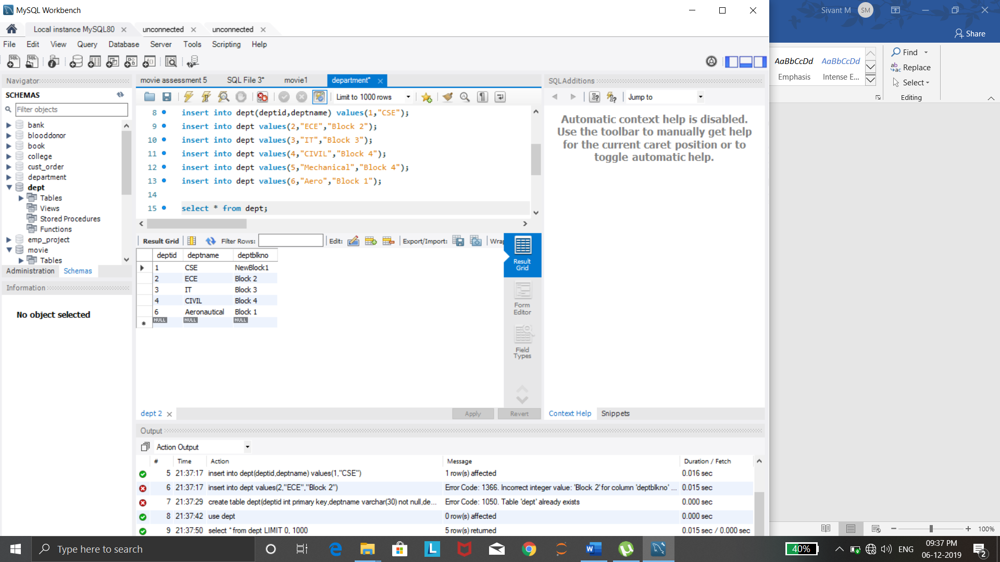 MySQL Workbench
Sivant M SM
Local instance MySQL80
unconnected
unconnected
Share
File Edit View Query Database Server Tools Scripting Help
AaBbCcDd AaBbCcDd
Emphasis Intense E...
Find
Replace
Select
Editing
Navigator
SCHEMAS
Filter objects
bank
blooddonor
book
college
cust_order
department
dept
Tables
Views
Stored Procedures
Functions
emp_project
movie
Tables
Administration Schemas
Information
No object selected
movie assessment 5 SQL File 3* movie1 department*
Limit to 1000 rows
8 insert into dept(deptid,deptname) values(1,"CSE");
9 insert into dept values(2,"ECE","Block 2");
10 insert into dept values(3,"IT","Block 3");
11 insert into dept values(4,"CIVIL","Block 4");
12 insert into dept values(5,"Mechanical","Block 4");
13 insert into dept values(6,"Aero","Block 1");
14
15 select * from dept;
Result Grid Filter Rows: Edit: Export/Import: Wrap
deptid deptname deptblkno
1 CSE NewBlock1
2 ECE Block 2
3 IT Block 3
4 CIVIL Block 4
6 Aeronautical Block 1
NULL NULL NULL
Result Grid
Form Editor
Field Types
dept 2
Apply Revert
SQLAdditions
Jump to
Automatic context help is disabled.
Use the toolbar to manually get help
for the current caret position or to
toggle automatic help.
Context Help Snippets
Output
Action Output
# Time Action Message Duration / Fetch
5 21:37:17 insert into dept(deptid,deptname) values(1,"CSE") 1 row(s) affected 0.016 sec
6 21:37:17 insert into dept values(2,"ECE","Block 2") Error Code: 1366. Incorrect integer value: 'Block 2' for column 'deptblkno' ... 0.015 sec
7 21:37:29 create table dept(deptid int primary key,deptname varchar(30) not null,de... Error Code: 1050. Table 'dept' already exists 0.000 sec
8 21:37:42 use dept 0 row(s) affected 0.000 sec
9 21:37:50 select * from dept LIMIT 0, 1000 5 row(s) returned 0.015 sec / 0.000 sec
100%
Type here to search
40%
ENG
09:37 PM
06-12-2019
2